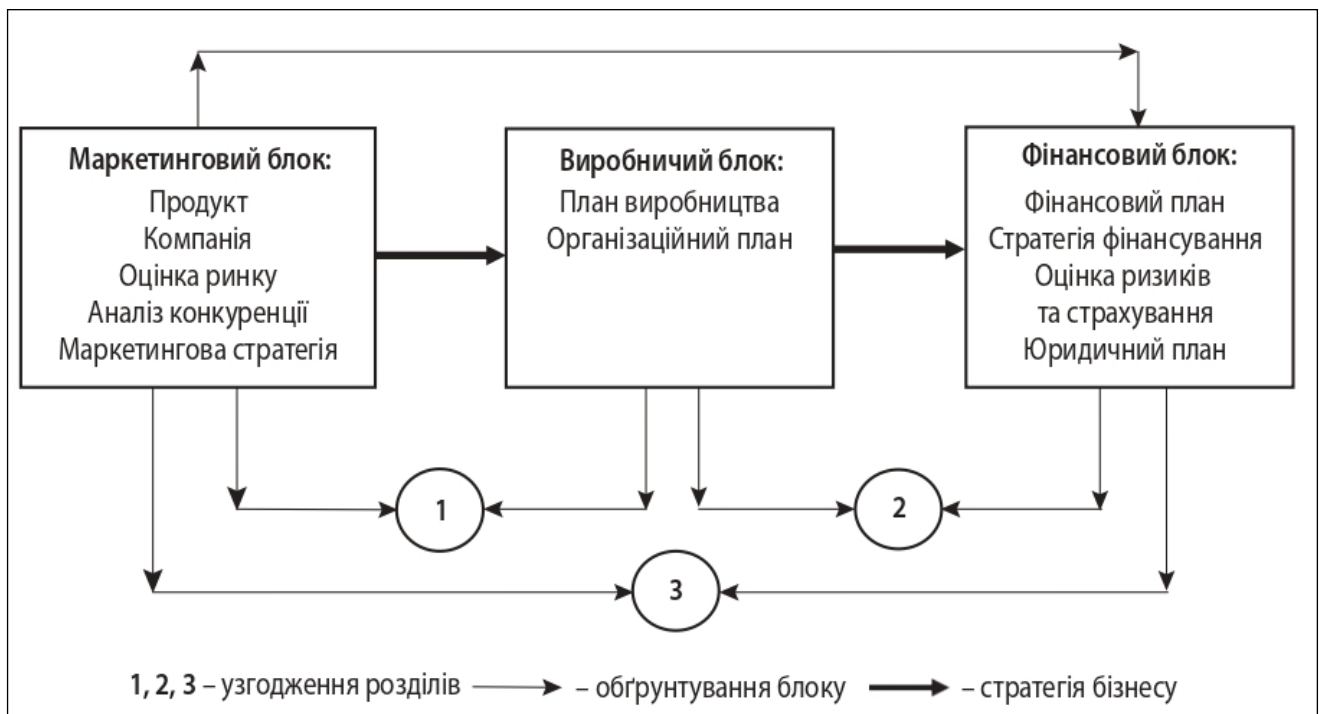 Маркетинговий блок:
Продукт
Компанія
Оцінка ринку
Аналіз конкуренції
Маркетингова стратегія
Виробничий блок:
План виробництва
Організаційний план
Фінансовий блок:
Фінансовий план
Стратегія фінансування
Оцінка ризиків
та страхування
Юридичний план
1
2
3
1, 2, 3 – узгодження розділів – обґрунтування блоку – стратегія бізнесу